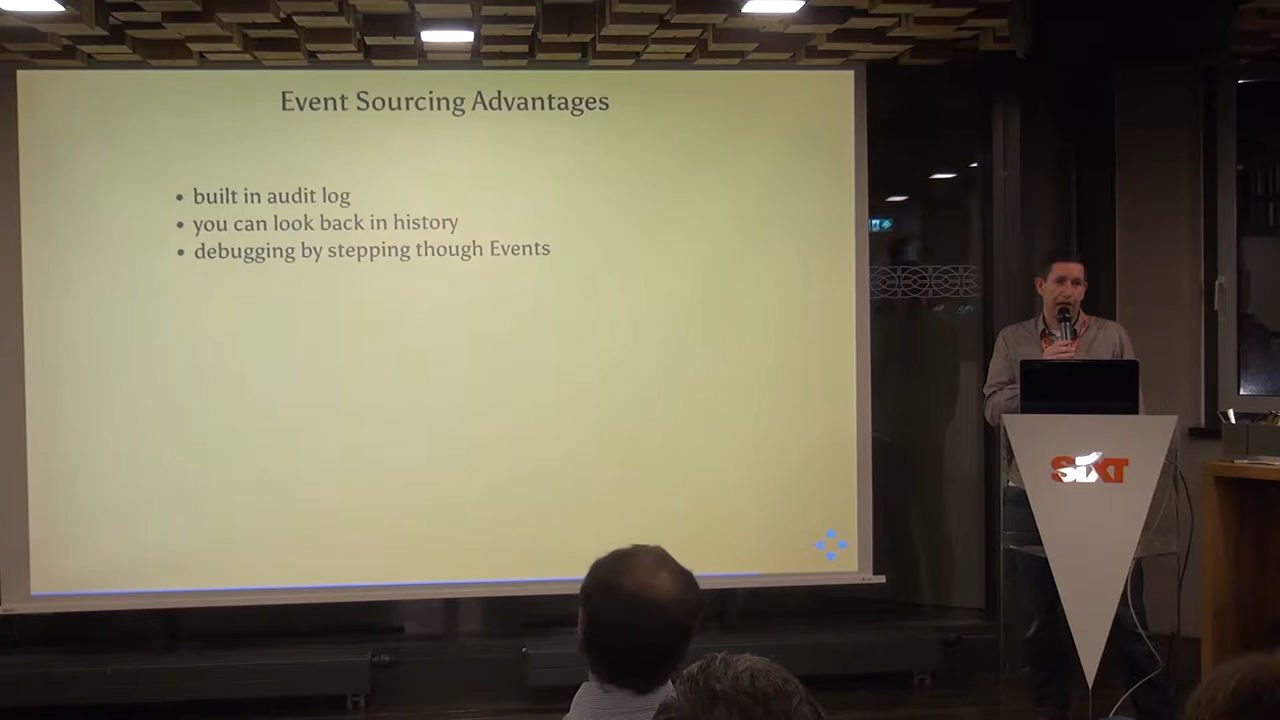 Event Sourcing Advantages
• built in audit log
• you can look back in history
• debugging by stepping though Events
SIXT